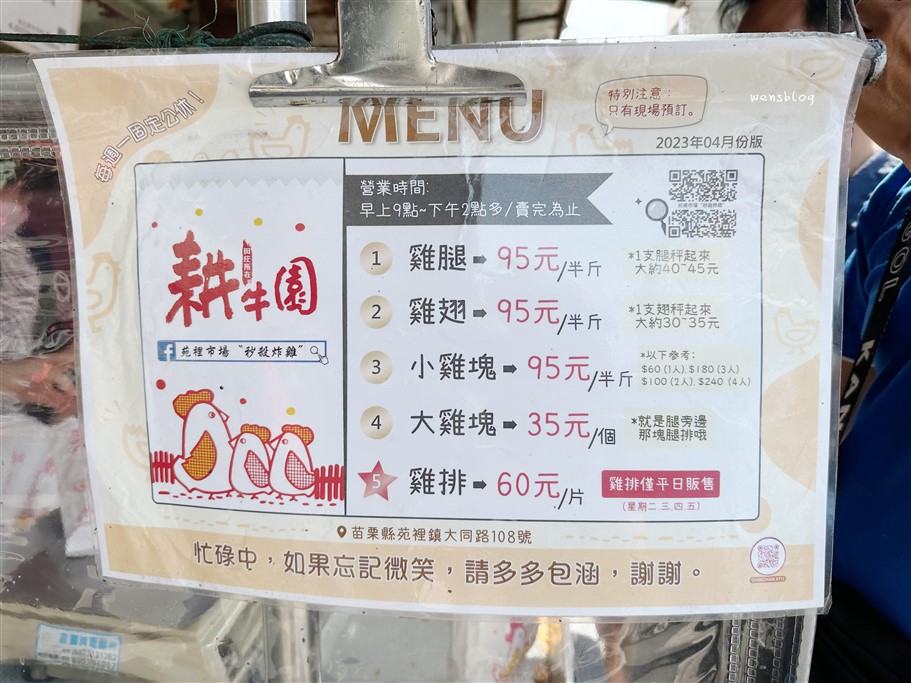 MENU
每週一固定公休！
特別注意：
只有現場預訂。
wensblog
2023年04月份版
營業時間:
早上9點~下午2點多/賣完為止
耕牛園
苑裡市場 "秒殺炸雞"
1 雞腿➡95元/半斤
*1支腿秤起來
大約40~45元
2 雞翅➡95元/半斤
*1支翅秤起來
大約30~35元
3 小雞塊➡95元/半斤
*以下參考:
$60 (1人), $180 (3人)
$100 (2人), $240 (4人)
4 大雞塊➡35元/個
*就是腿旁邊
那塊腿排哦
5 雞排➡60元/片
雞排僅平日販售
(星期二.三.四.五)
苗栗縣苑裡鎮大同路108號
忙碌中，如果忘記微笑，請多多包涵，謝謝。